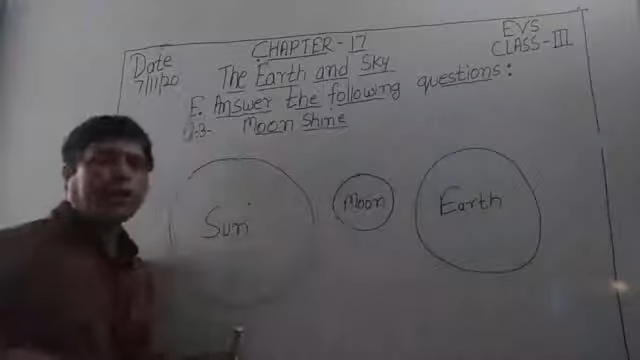 Date
7/11/20
CHAPTER-17
EVS
CLASS-III
The Earth and Sky
E. Answer the following questions:
Q.3- Moon Shine
Sun
Moon
Earth